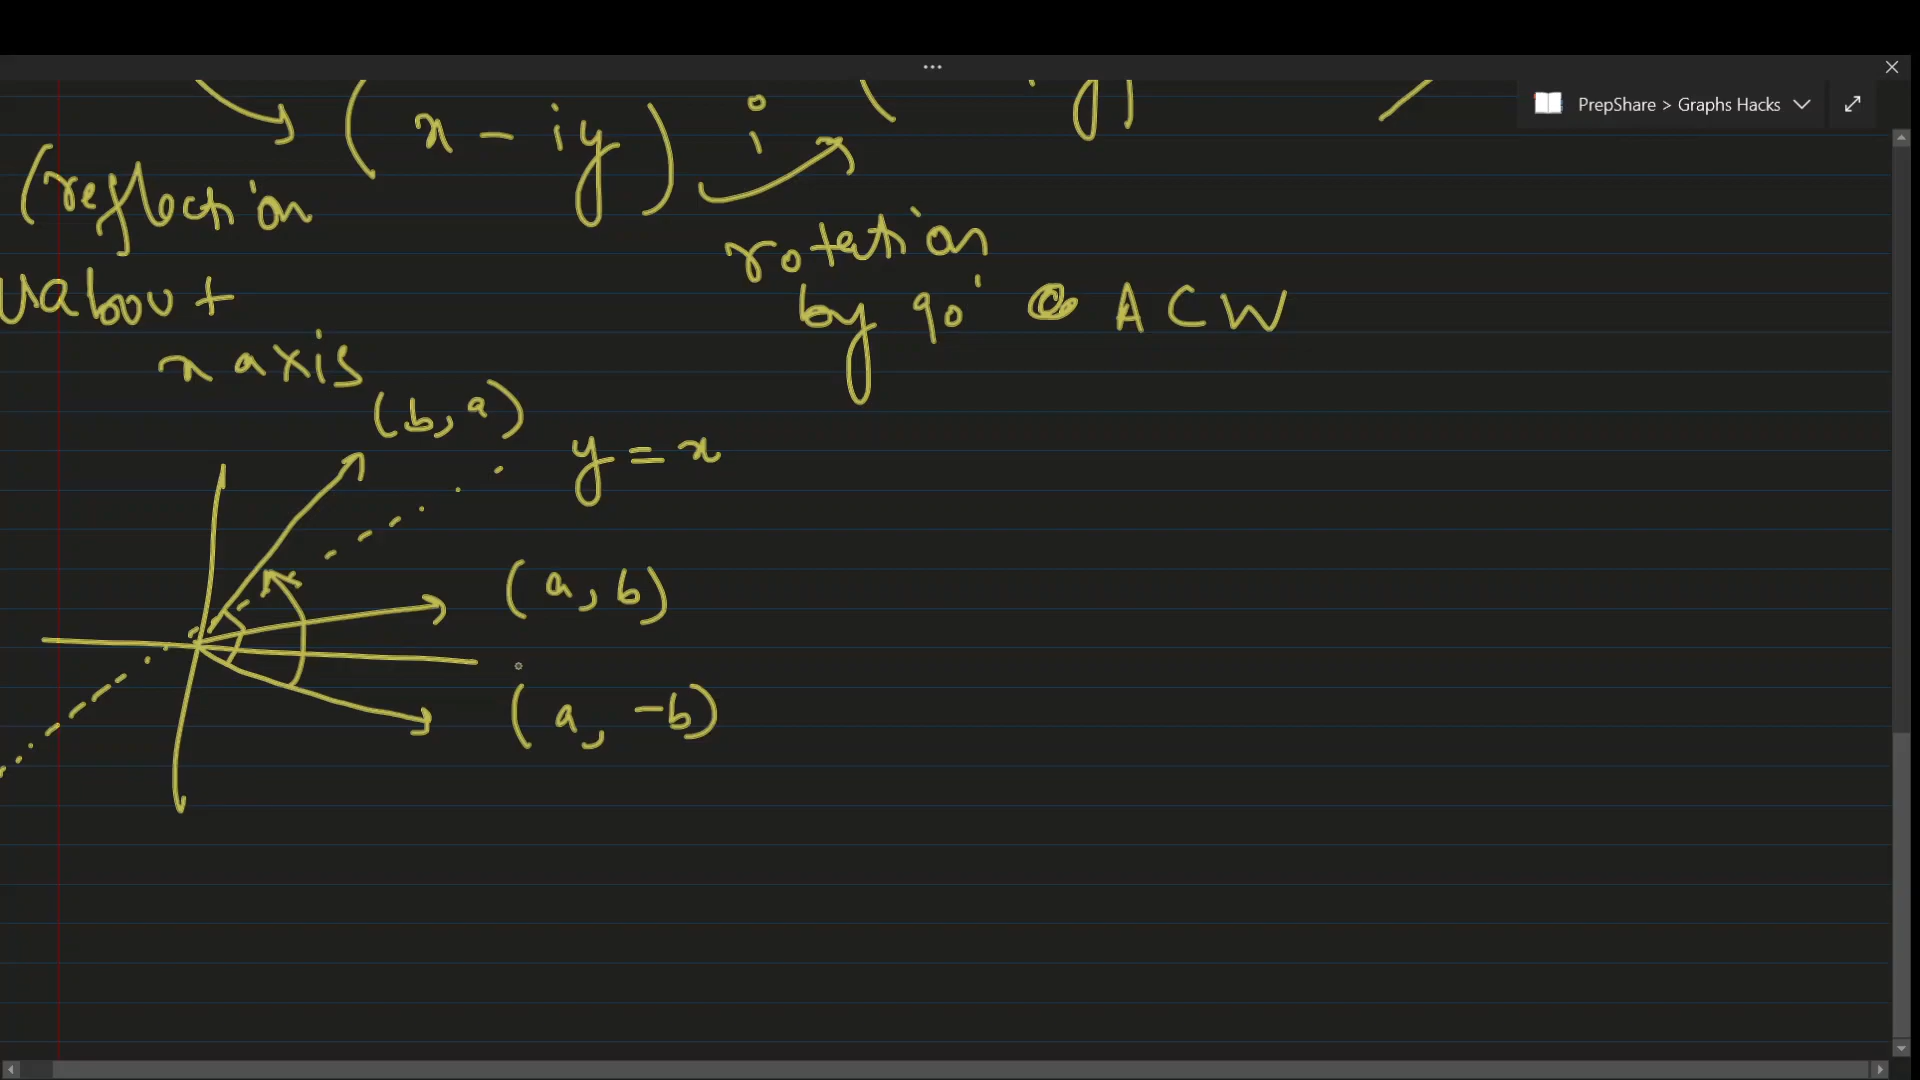 PrepShare > Graphs Hacks
(x - iy) i
(reflection
about
x axis
rotation
by 90° ACW
(b, a)
y = x
(a, b)
(a, -b)